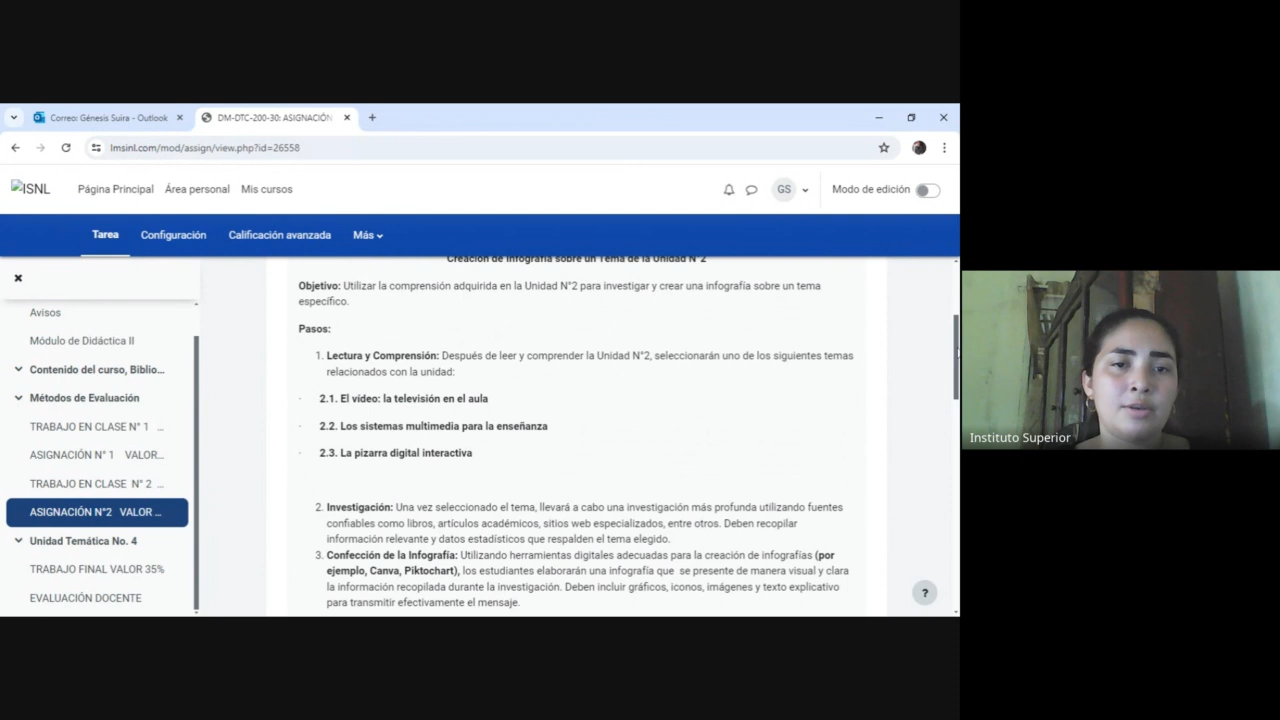 Correo: Génesis Suira - Outlook
DM-DTC-200-30: ASIGNACIÓN
lmsinl.com/mod/assign/view.php?id=26558
ISNL
Página Principal Área personal Mis cursos
GS
Modo de edición
Tarea Configuración Calificación avanzada Más
Avisos
Módulo de Didáctica II
Contenido del curso, Biblio...
Métodos de Evaluación
TRABAJO EN CLASE N° 1 ...
ASIGNACIÓN N° 1 VALOR...
TRABAJO EN CLASE N° 2 ...
ASIGNACIÓN N°2 VALOR ...
Unidad Temática No. 4
TRABAJO FINAL VALOR 35%
EVALUACIÓN DOCENTE
Creación de Infografía sobre un Tema de la Unidad N°2
Objetivo: Utilizar la comprensión adquirida en la Unidad N°2 para investigar y crear una infografía sobre un tema
específico.
Pasos:
1. Lectura y Comprensión: Después de leer y comprender la Unidad N°2, seleccionarán uno de los siguientes temas
relacionados con la unidad:
· 2.1. El vídeo: la televisión en el aula
· 2.2. Los sistemas multimedia para la enseñanza
· 2.3. La pizarra digital interactiva
2. Investigación: Una vez seleccionado el tema, llevará a cabo una investigación más profunda utilizando fuentes
confiables como libros, artículos académicos, sitios web especializados, entre otros. Deben recopilar
información relevante y datos estadísticos que respalden el tema elegido.
3. Confección de la Infografía: Utilizando herramientas digitales adecuadas para la creación de infografías (por
ejemplo, Canva, Piktochart), los estudiantes elaborarán una infografía que se presente de manera visual y clara
la información recopilada durante la investigación. Deben incluir gráficos, iconos, imágenes y texto explicativo
para transmitir efectivamente el mensaje.
?
Instituto Superior